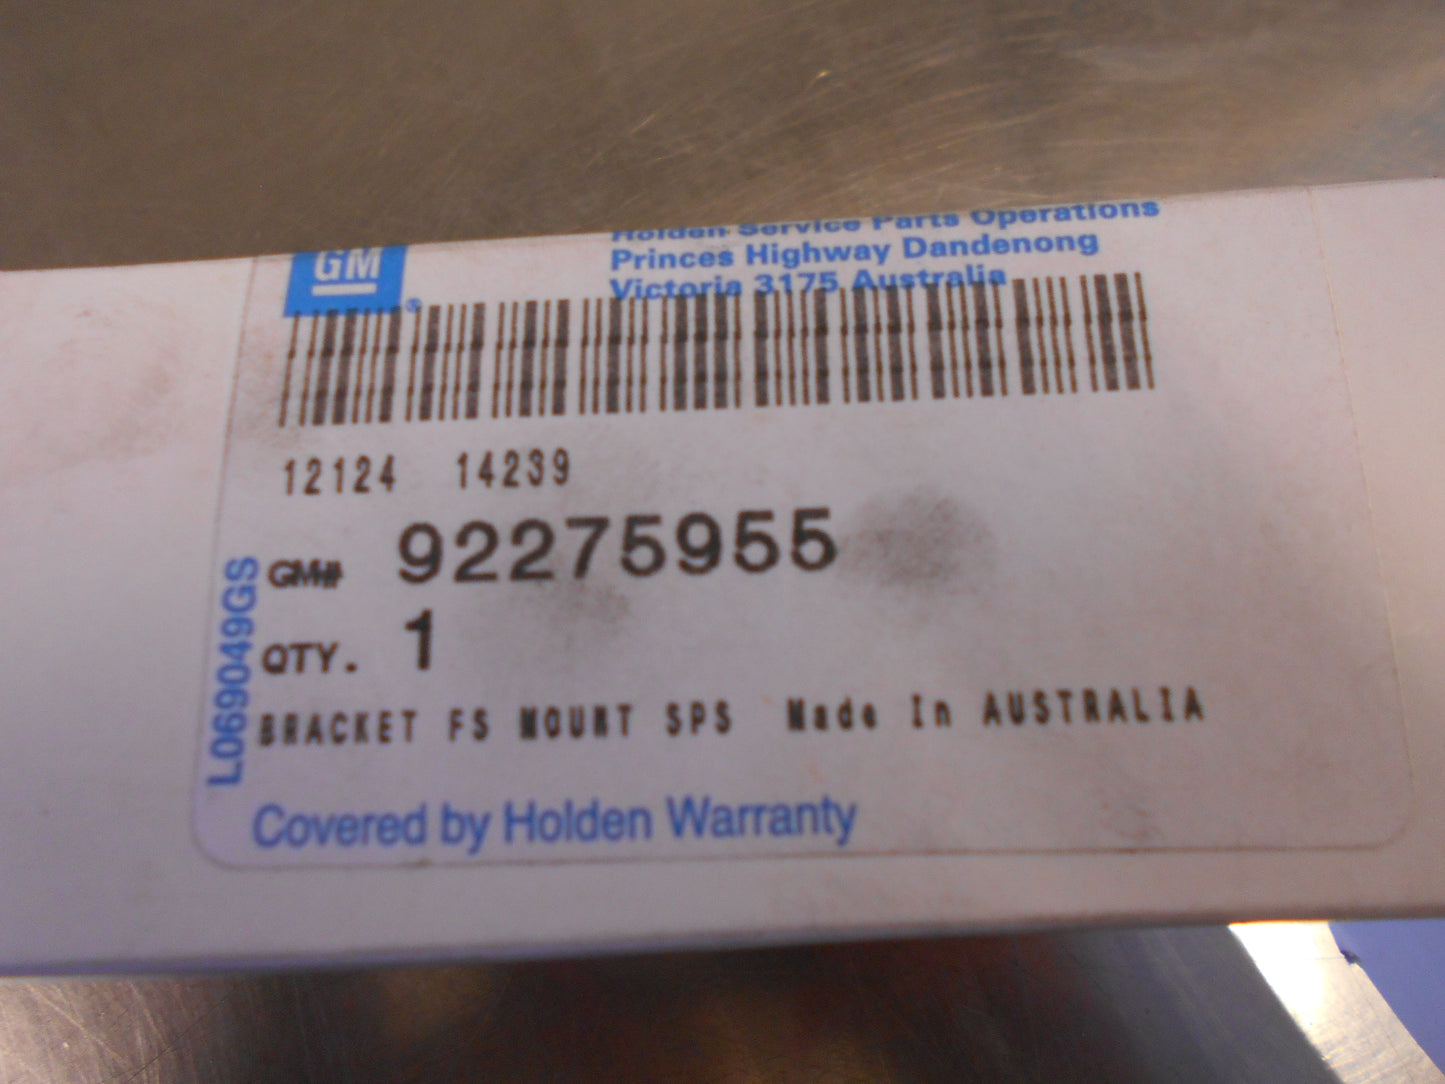 GM
Holden Service Parts Operations
Princes Highway Dandenong
Victoria 3175 Australia
12124 14239
GM# 92275955
QTY. 1
BRACKET FS MOUNT SPS Made In AUSTRALIA
L069049GS
Covered by Holden Warranty